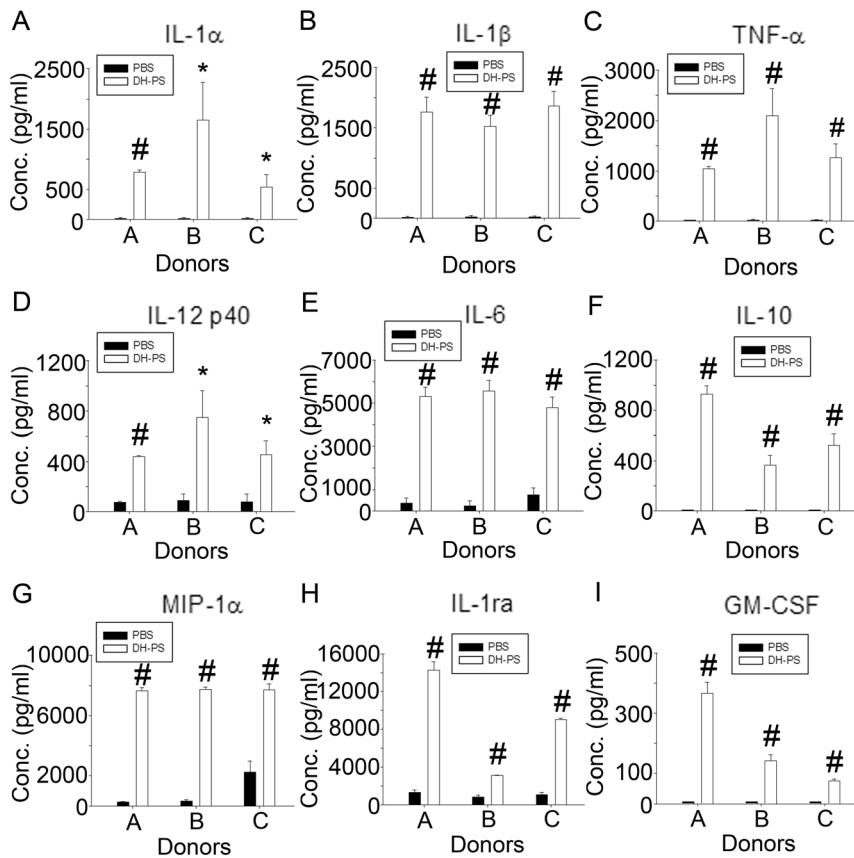 A
IL-1α
PBS
DH-PS
Conc. (pg/ml)
2500
1500
500
0
#
*
*
A B C
Donors
B
IL-1β
PBS
DH-PS
Conc. (pg/ml)
2500
1500
500
0
#
#
#
A B C
Donors
C
TNF-α
PBS
DH-PS
Conc. (pg/ml)
3000
2000
1000
0
#
#
#
A B C
Donors
D
IL-12 p40
PBS
DH-PS
Conc. (pg/ml)
1200
800
400
0
#
*
*
A B C
Donors
E
IL-6
PBS
DH-PS
Conc. (pg/ml)
7000
5000
3000
1000
0
#
#
#
A B C
Donors
F
IL-10
PBS
DH-PS
Conc. (pg/ml)
1200
800
400
0
#
#
#
A B C
Donors
G
MIP-1α
PBS
DH-PS
Conc. (pg/ml)
10000
8000
6000
4000
2000
0
#
#
#
A B C
Donors
H
IL-1ra
PBS
DH-PS
Conc. (pg/ml)
16000
12000
8000
4000
0
#
#
#
A B C
Donors
I
GM-CSF
PBS
DH-PS
Conc. (pg/ml)
500
300
100
0
#
#
#
A B C
Donors